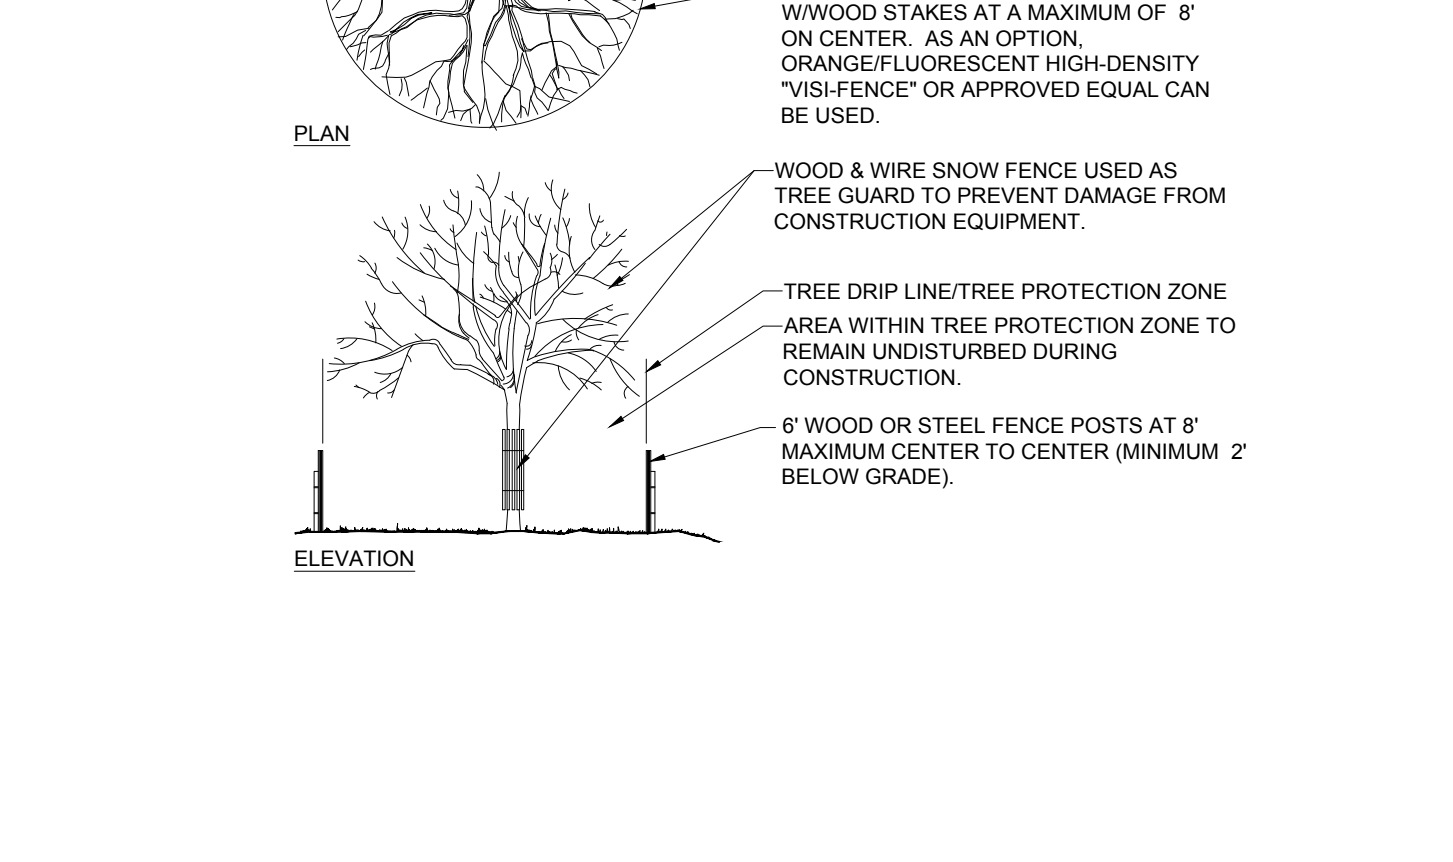 W/WOOD STAKES AT A MAXIMUM OF 8'
ON CENTER. AS AN OPTION,
ORANGE/FLUORESCENT HIGH-DENSITY
"VISI-FENCE" OR APPROVED EQUAL CAN
BE USED.
PLAN
WOOD & WIRE SNOW FENCE USED AS
TREE GUARD TO PREVENT DAMAGE FROM
CONSTRUCTION EQUIPMENT.
TREE DRIP LINE/TREE PROTECTION ZONE
AREA WITHIN TREE PROTECTION ZONE TO
REMAIN UNDISTURBED DURING
CONSTRUCTION.
6' WOOD OR STEEL FENCE POSTS AT 8'
MAXIMUM CENTER TO CENTER (MINIMUM 2'
BELOW GRADE).
ELEVATION